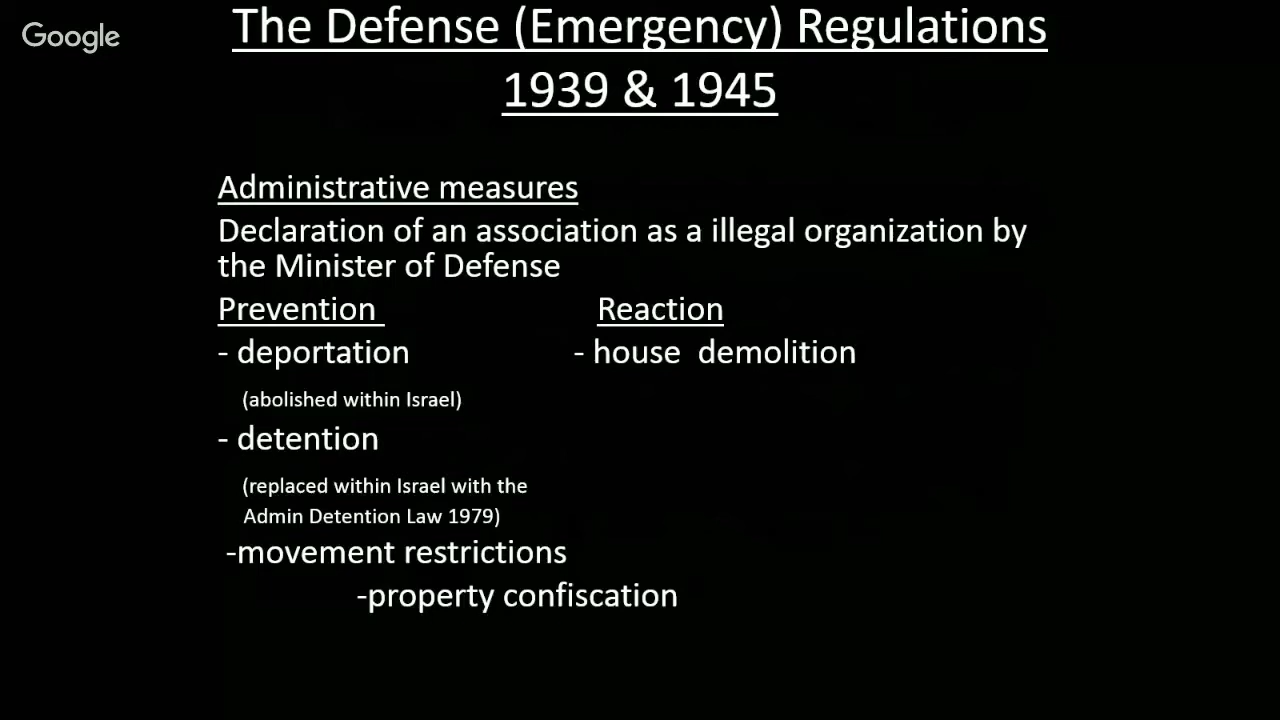 Google
The Defense (Emergency) Regulations
1939 & 1945
Administrative measures
Declaration of an association as a illegal organization by
the Minister of Defense
Prevention Reaction
- deportation - house demolition
(abolished within Israel)
- detention
(replaced within Israel with the
Admin Detention Law 1979)
-movement restrictions
-property confiscation